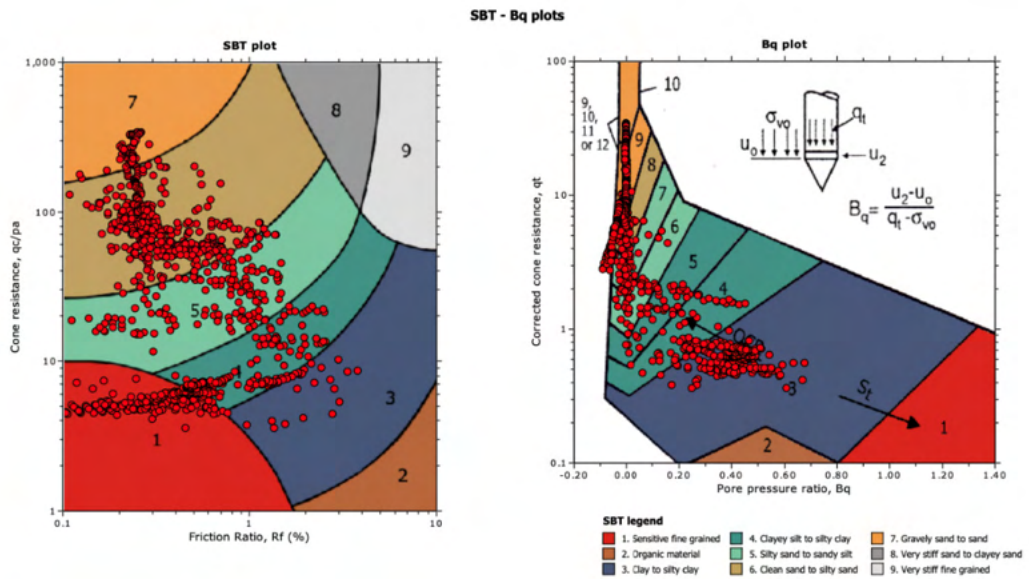 SBT - Bq plots
SBT plot
1,000
100
10
1
Cone resistance, qc/pa
0.1
1
10
Friction Ratio, Rf (%)
7
8
9
6
5
4
3
1
2
Bq plot
100
10
1
0.1
Corrected cone resistance, qt
-0.20
0.00
0.20
0.40
0.60
0.80
1.00
1.20
1.40
Pore pressure ratio, Bq
10
9,
10,
11
or 12
9
8
7
6
5
4
3
2
1
St
σvo
qt
uo
u2
Bq = u2-uo / qt-σvo
SBT legend
1. Sensitive fine grained
2. Organic material
3. Clay to silty clay
4. Clayey silt to silty clay
5. Silty sand to sandy silt
6. Clean sand to silty sand
7. Gravely sand to sand
8. Very stiff sand to clayey sand
9. Very stiff fine grained